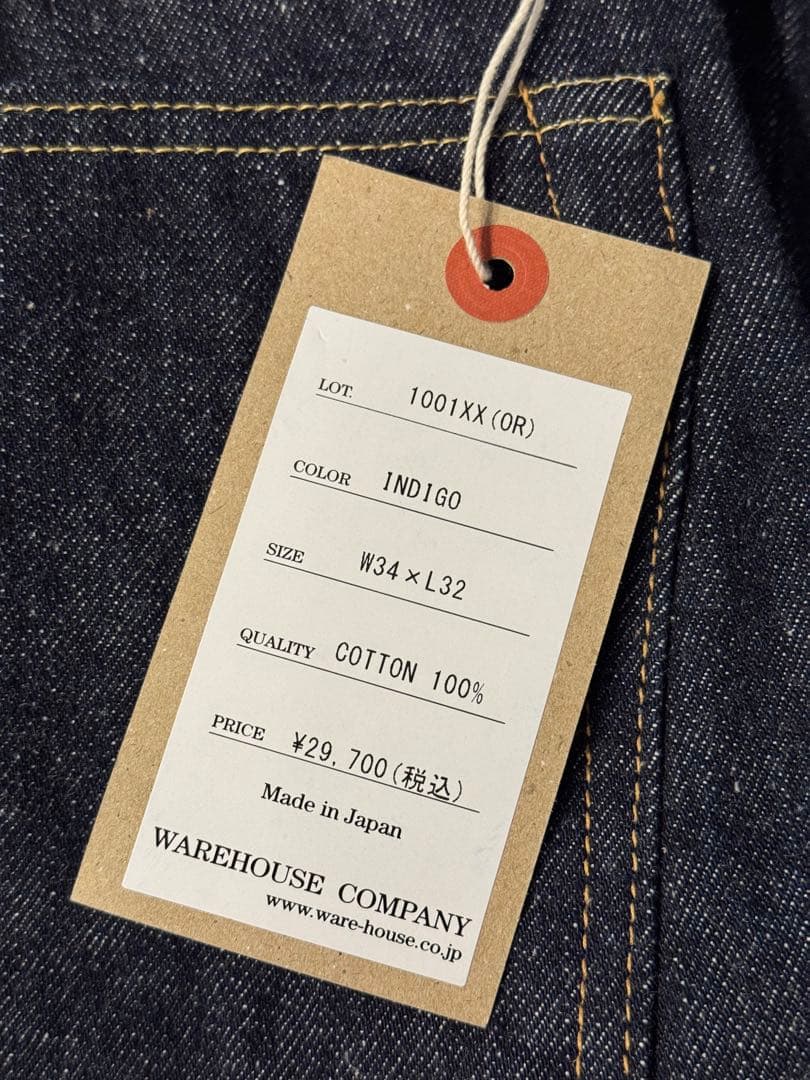 LOT. 1001XX(OR)
COLOR INDIGO
SIZE W34×L32
QUALITY COTTON 100%
PRICE ¥29,700(税込)
Made in Japan
WAREHOUSE COMPANY
www.ware-house.co.jp